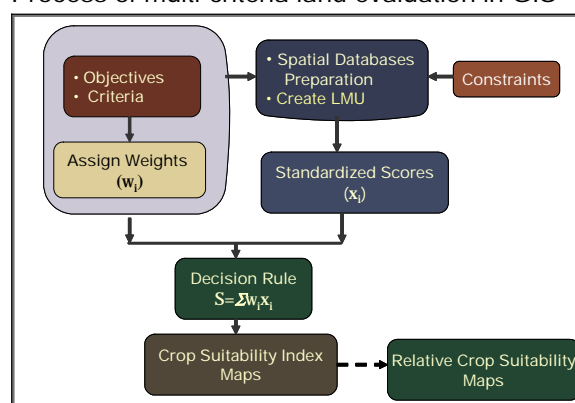 Process of multi-criteria land evaluation in GIS
• Objectives
• Criteria
Assign Weights
(wᵢ)
• Spatial Databases
Preparation
• Create LMU
Constraints
Standardized Scores
(xᵢ)
Decision Rule
S=Σwᵢxᵢ
Crop Suitability Index
Maps
Relative Crop Suitability
Maps